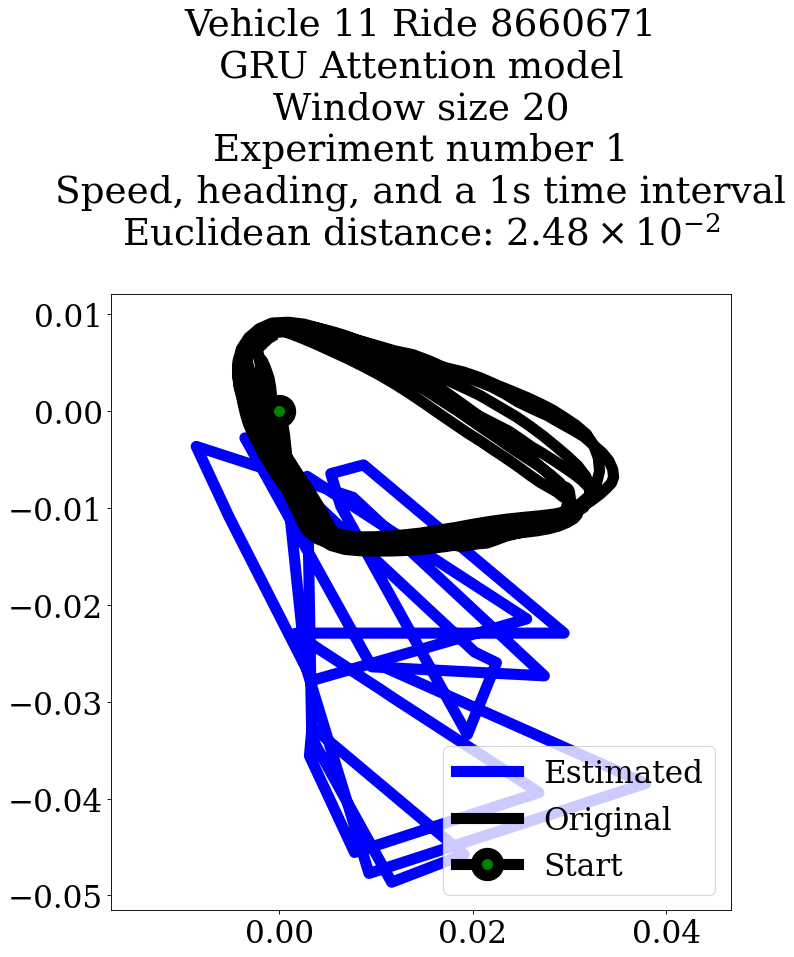 Vehicle 11 Ride 8660671
GRU Attention model
Window size 20
Experiment number 1
Speed, heading, and a 1s time interval
Euclidean distance: 2.48 × 10⁻²
0.01
0.00
−0.01
−0.02
−0.03
−0.04
−0.05
Estimated
Original
Start
0.00 0.02 0.04